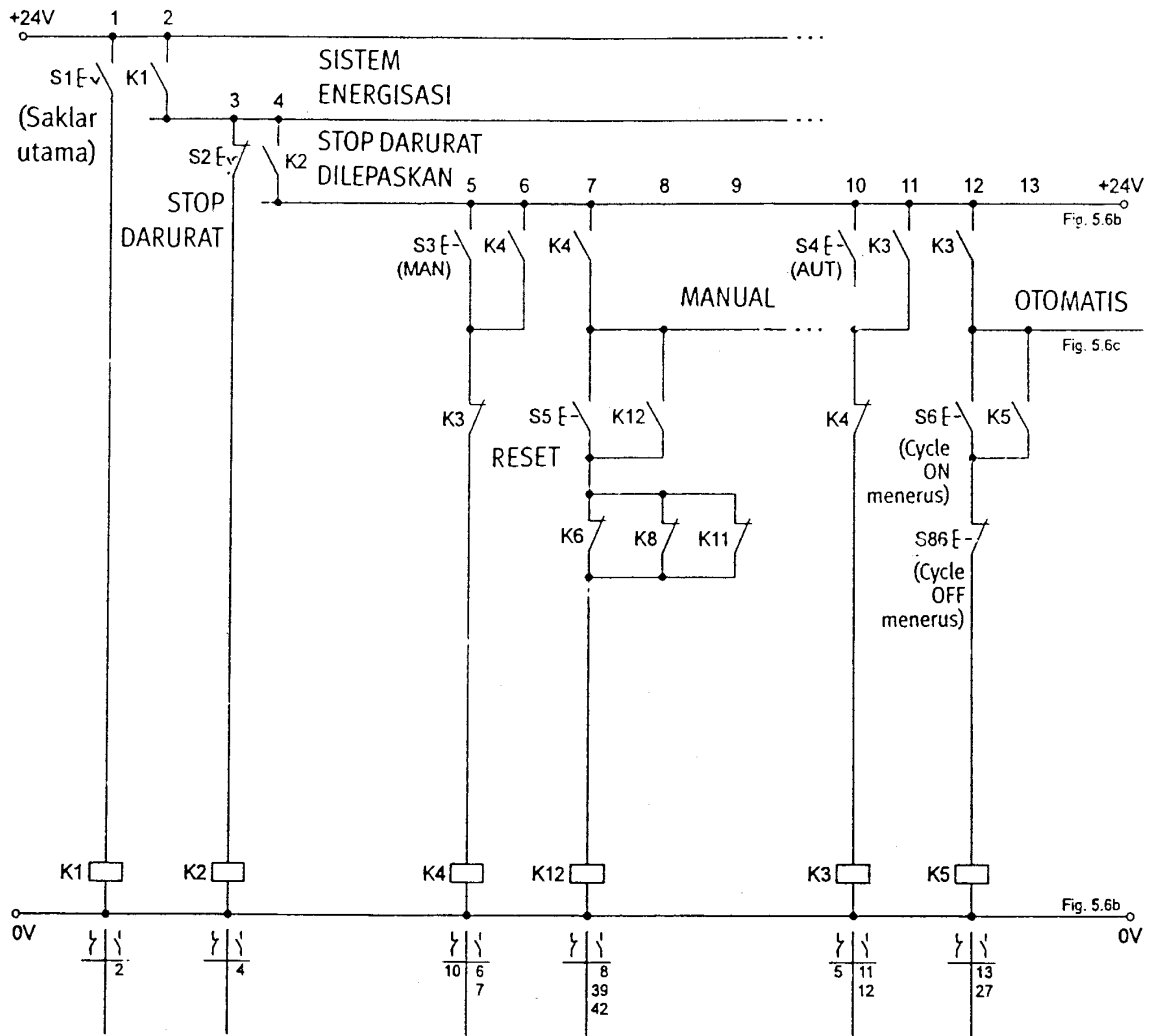 +24V 1 2
S1 K1
(Saklar
utama)
SISTEM
ENERGISASI
3 4
S2 K2
STOP
DARURAT
STOP DARURAT
DILEPASKAN
5 6 7 8 9 10 11 12 13 +24V
Fig. 5.6b
S3 K4 K4 S4 K3 K3
(MAN) (AUT)
MANUAL OTOMATIS
Fig. 5.6c
K3 S5 K12 K4 S6 K5
RESET
(Cycle
ON
menerus)
K6 K8 K11 S86
(Cycle
OFF
menerus)
K1 K2 K4 K12 K3 K5
Fig. 5.6b
0V 0V
2 4 10 6 8 5 11 13
7 39 12 27
42